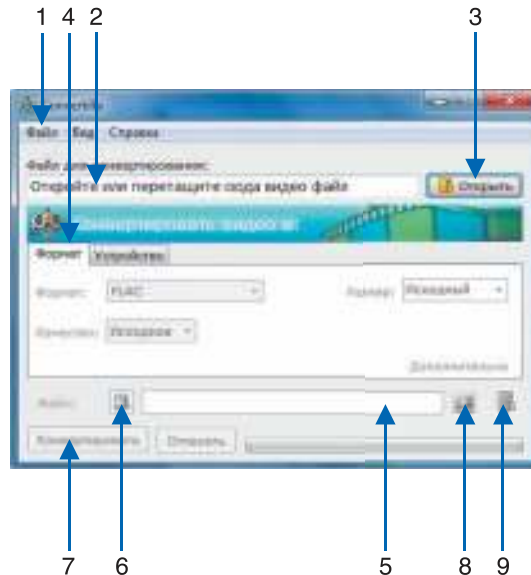 1 4 2 3
Файл Вид Справка
Файл для конвертирования:
Откройте или перетащите сюда видео файл
Открыть
Конвертировать видео в:
Формат Устройства
Формат: FLAC Размер: Исходный
Качество: Исходное
Дополнительно
Файл:
Конвертировать Отменить
7 6 5 8 9